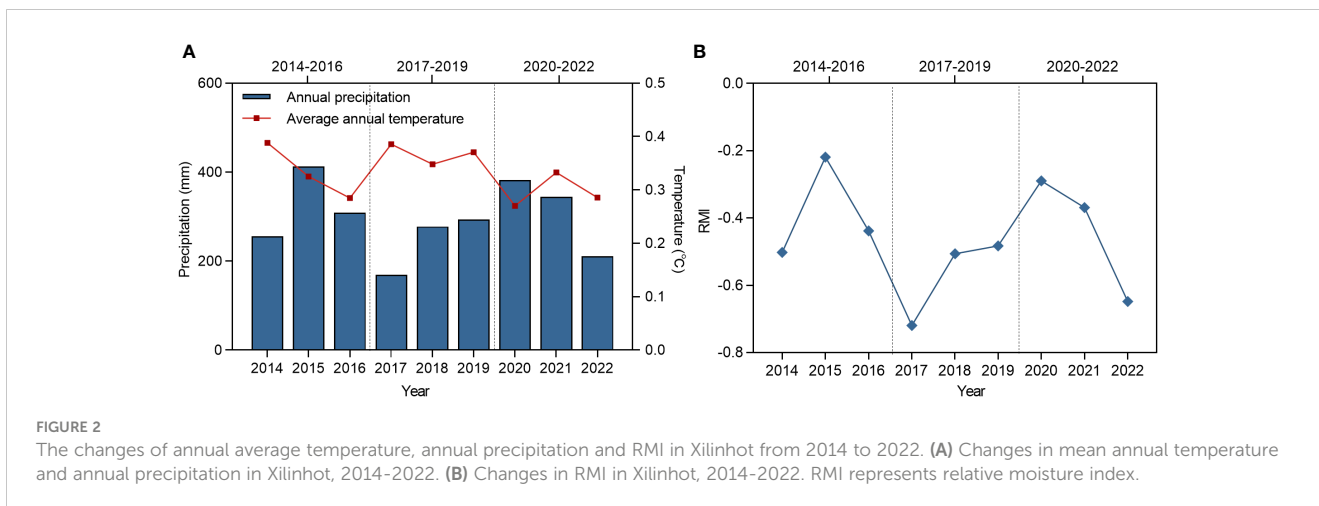 A
2014-2016 2017-2019 2020-2022
600 0.5
Annual precipitation
Average annual temperature
0.4
400
0.3
Precipitation (mm)
Temperature (°C)
0.2
200
0.1
0 0.0
2014 2015 2016 2017 2018 2019 2020 2021 2022
Year
B
2014-2016 2017-2019 2020-2022
0.0
-0.2
-0.4
RMI
-0.6
-0.8
2014 2015 2016 2017 2018 2019 2020 2021 2022
Year
FIGURE 2
The changes of annual average temperature, annual precipitation and RMI in Xilinhot from 2014 to 2022. (A) Changes in mean annual temperature
and annual precipitation in Xilinhot, 2014-2022. (B) Changes in RMI in Xilinhot, 2014-2022. RMI represents relative moisture index.